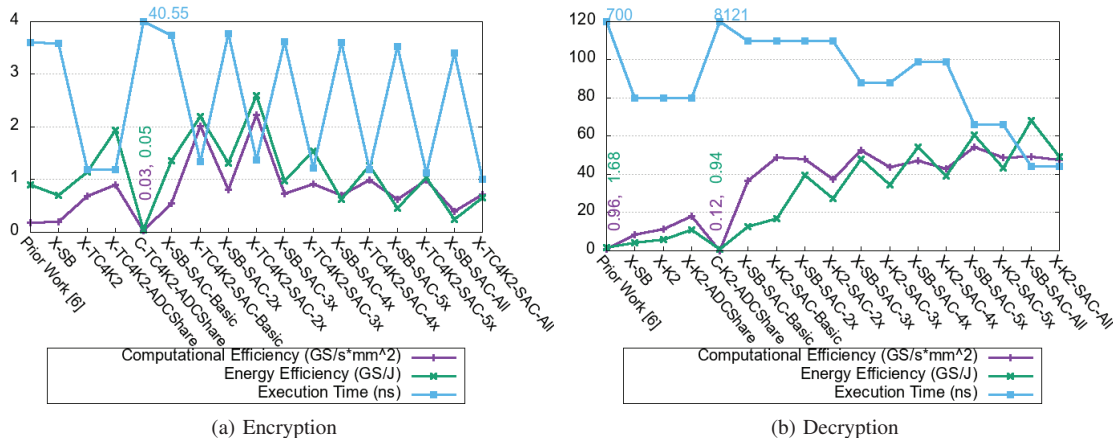 40.55
4
3
2
1
0
0.03, 0.05
Prior Work [6]
X-SB
X-TC4K2
X-TC4K2-ADCShare
C-TC4K2-ADCShare
X-SB-SAC-Basic
X-TC4K2-SAC-Basic
X-SB-SAC-2x
X-TC4K2-SAC-2x
X-SB-SAC-3x
X-TC4K2-SAC-3x
X-SB-SAC-4x
X-TC4K2-SAC-4x
X-SB-SAC-5x
X-TC4K2-SAC-5x
X-SB-SAC-All
X-TC4K2-SAC-All
Computational Efficiency (GS/s*mm^2)
Energy Efficiency (GS/J)
Execution Time (ns)
(a) Encryption
700
8121
120
100
80
60
40
20
0
0.96, 1.68
0.12, 0.94
Prior Work [6]
X-SB
X-K2
X-K2-ADCShare
C-K2-ADCShare
X-SB-SAC-Basic
X-K2-SAC-Basic
X-SB-SAC-2x
X-K2-SAC-2x
X-SB-SAC-3x
X-K2-SAC-3x
X-SB-SAC-4x
X-K2-SAC-4x
X-SB-SAC-5x
X-K2-SAC-5x
X-SB-SAC-All
X-K2-SAC-All
Computational Efficiency (GS/s*mm^2)
Energy Efficiency (GS/J)
Execution Time (ns)
(b) Decryption